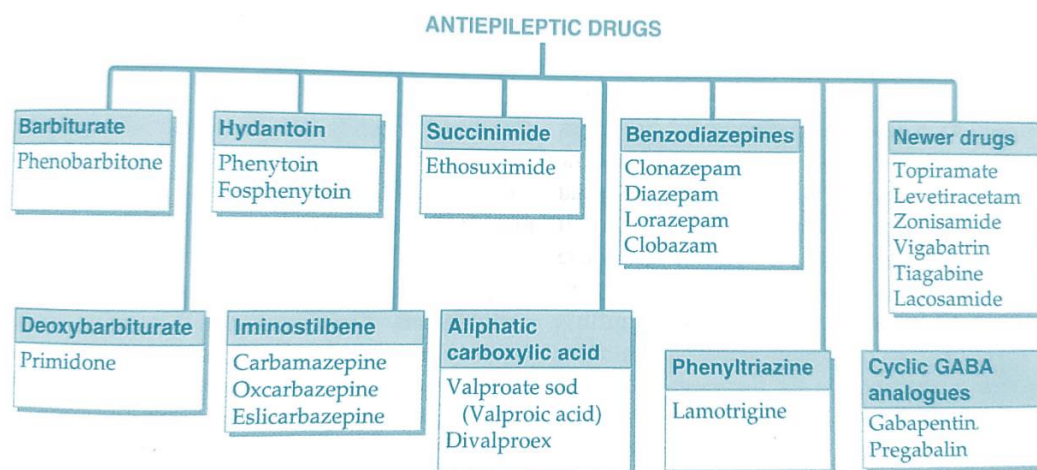 ANTIEPILEPTIC DRUGS
Barbiturate
Phenobarbitone
Hydantoin
Phenytoin
Fosphenytoin
Succinimide
Ethosuximide
Benzodiazepines
Clonazepam
Diazepam
Lorazepam
Clobazam
Newer drugs
Topiramate
Levetiracetam
Zonisamide
Vigabatrin
Tiagabine
Lacosamide
Deoxybarbiturate
Primidone
Iminostilbene
Carbamazepine
Oxcarbazepine
Eslicarbazepine
Aliphatic
carboxylic acid
Valproate sod
(Valproic acid)
Divalproex
Phenyltriazine
Lamotrigine
Cyclic GABA
analogues
Gabapentin
Pregabalin